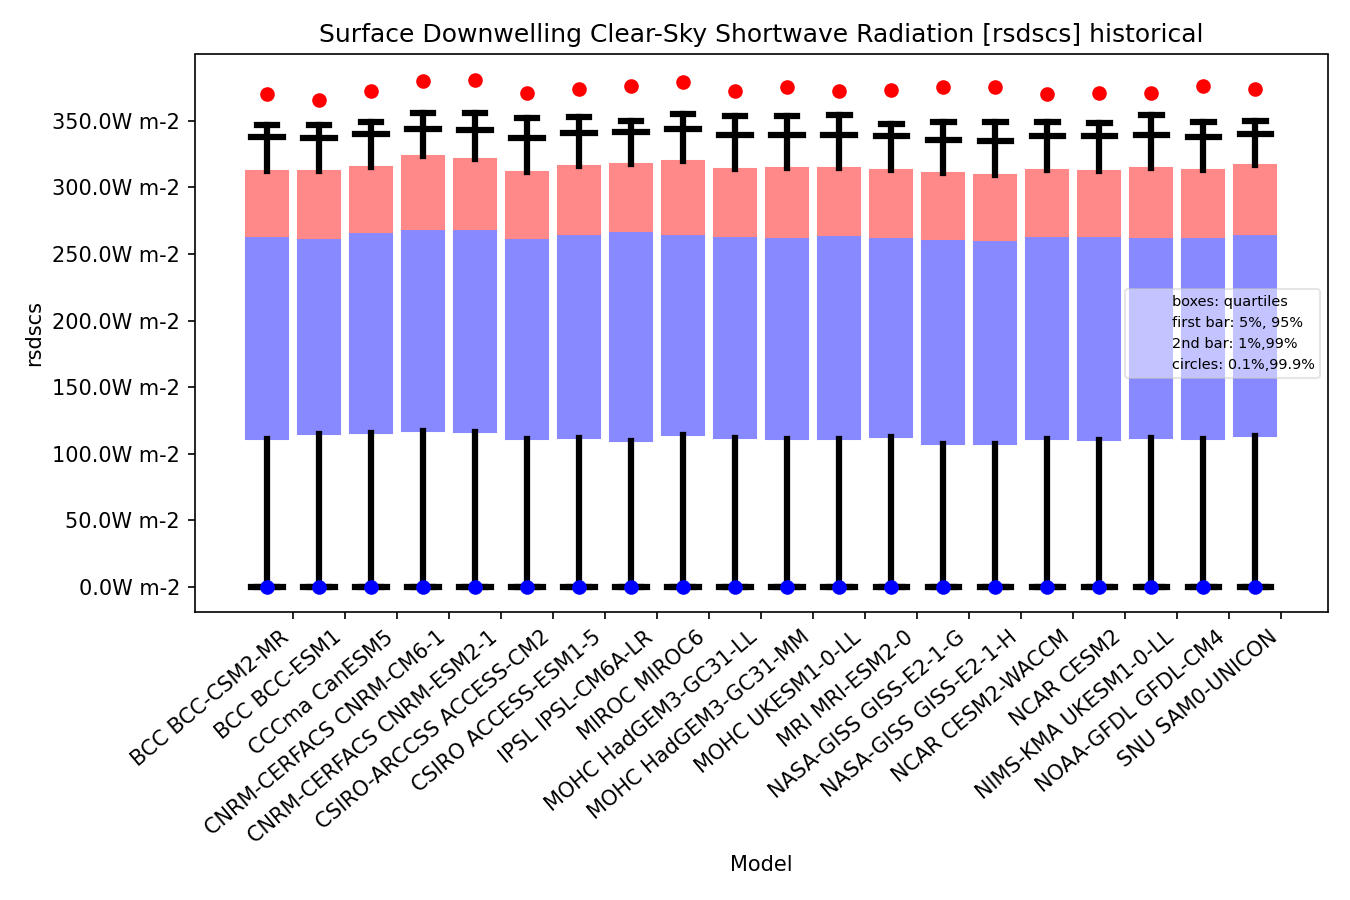 Surface Downwelling Clear-Sky Shortwave Radiation [rsdscs] historical
350.0W m-2
300.0W m-2
250.0W m-2
200.0W m-2
150.0W m-2
100.0W m-2
50.0W m-2
0.0W m-2
rsdscs
boxes: quartiles
first bar: 5%, 95%
2nd bar: 1%,99%
circles: 0.1%,99.9%
BCC BCC-CSM2-MR
BCC BCC-ESM1
CCCma CanESM5
CNRM-CERFACS CNRM-CM6-1
CNRM-CERFACS CNRM-ESM2-1
CSIRO-ARCCSS ACCESS-CM2
CSIRO ACCESS-ESM1-5
IPSL IPSL-CM6A-LR
MIROC MIROC6
MOHC HadGEM3-GC31-LL
MOHC HadGEM3-GC31-MM
MOHC UKESM1-0-LL
MRI MRI-ESM2-0
NASA-GISS GISS-E2-1-G
NASA-GISS GISS-E2-1-H
NCAR CESM2-WACCM
NCAR CESM2
NIMS-KMA UKESM1-0-LL
NOAA-GFDL GFDL-CM4
SNU SAM0-UNICON
Model